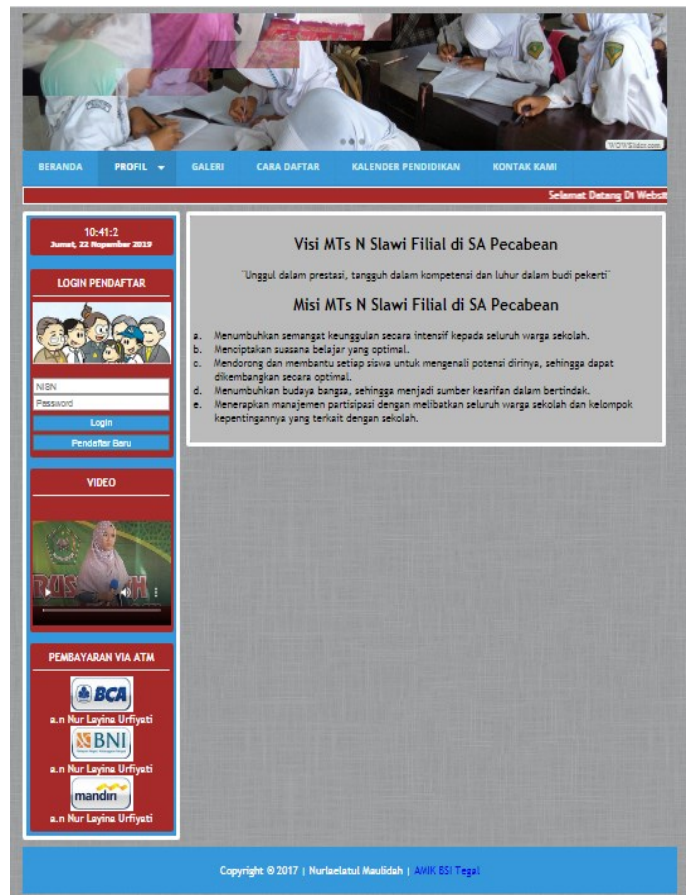 WOWSlider.com
BERANDA PROFIL GALERI CARA DAFTAR KALENDER PENDIDIKAN KONTAK KAMI
Selamat Datang Di Websit
10:41:2
Jumat, 22 Nopember 2019
LOGIN PENDAFTAR
NISN
Password
Login
Pendaftar Baru
VIDEO
PEMBAYARAN VIA ATM
BCA
a.n Nur Layina Urfiyati
BNI
a.n Nur Layina Urfiyati
mandiri
a.n Nur Layina Urfiyati
Visi MTs N Slawi Filial di SA Pecabean
"Unggul dalam prestasi, tangguh dalam kompetensi dan luhur dalam budi pekerti"
Misi MTs N Slawi Filial di SA Pecabean
a. Menumbuhkan semangat keunggulan secara intensif kepada seluruh warga sekolah.
b. Menciptakan suasana belajar yang optimal.
c. Mendorong dan membantu setiap siswa untuk mengenali potensi dirinya, sehingga dapat
dikembangkan secara optimal.
d. Menumbuhkan budaya bangsa, sehingga menjadi sumber kearifan dalam bertindak.
e. Menerapkan manajemen partisipasi dengan melibatkan seluruh warga sekolah dan kelompok
kepentingannya yang terkait dengan sekolah.
Copyright © 2017 | Nurlaelatul Maulidah | AMIK BSI Tegal